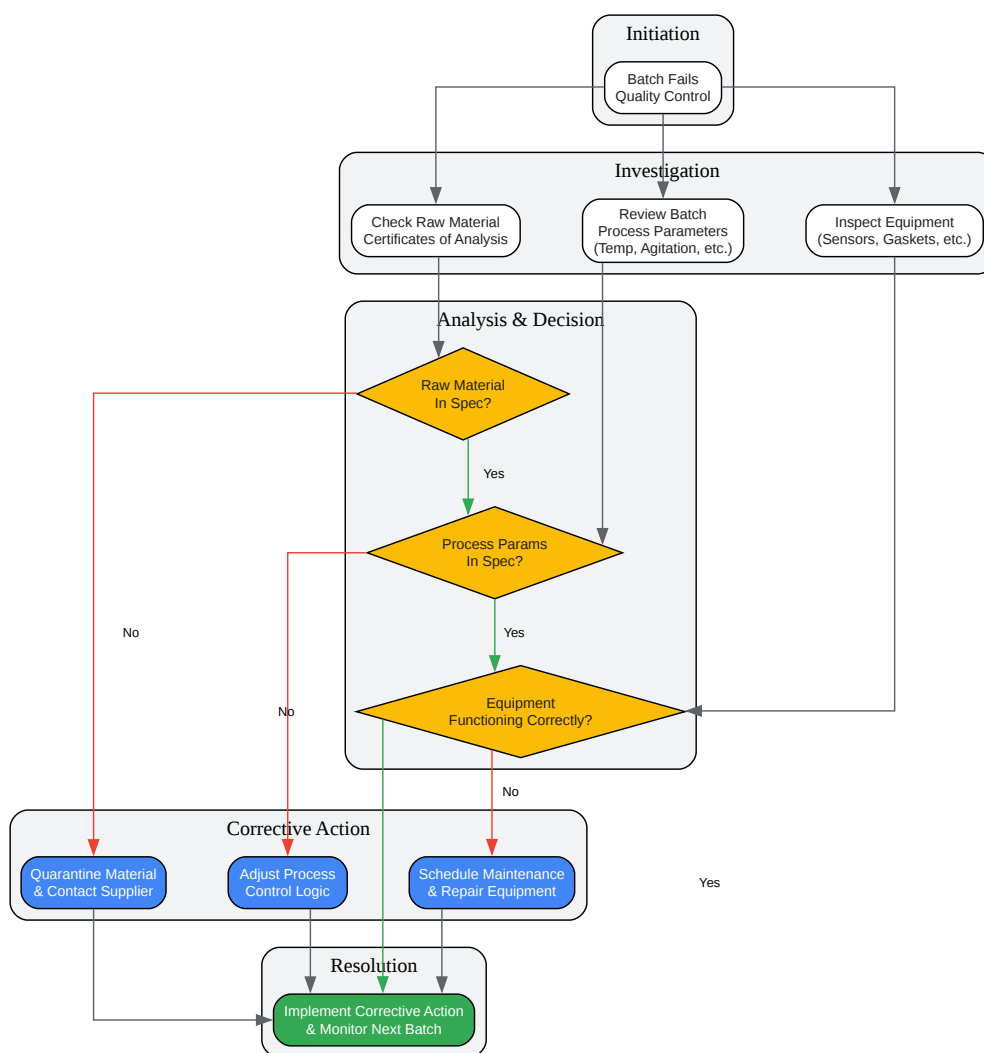 Initiation
Batch Fails
Quality Control
Investigation
Check Raw Material
Certificates of Analysis
Review Batch
Process Parameters
(Temp, Agitation, etc.)
Inspect Equipment
(Sensors, Gaskets, etc.)
Analysis & Decision
Raw Material
In Spec?
Yes
Process Params
In Spec?
No
Yes
No
Equipment
Functioning Correctly?
No
Corrective Action
Quarantine Material
& Contact Supplier
Adjust Process
Control Logic
Schedule Maintenance
& Repair Equipment
Yes
Resolution
Implement Corrective Action
& Monitor Next Batch